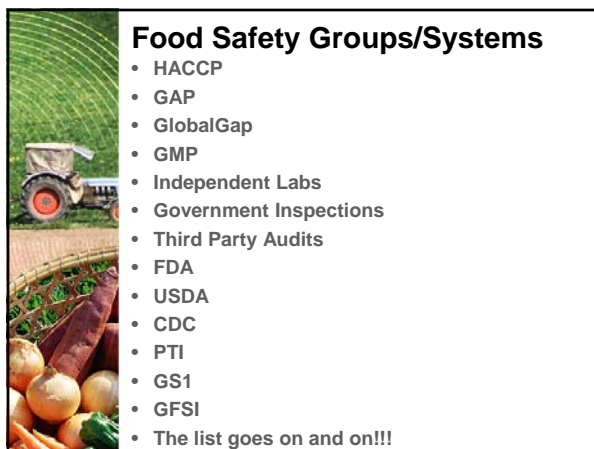 Food Safety Groups/Systems
• HACCP
• GAP
• GlobalGap
• GMP
• Independent Labs
• Government Inspections
• Third Party Audits
• FDA
• USDA
• CDC
• PTI
• GS1
• GFSI
• The list goes on and on!!!